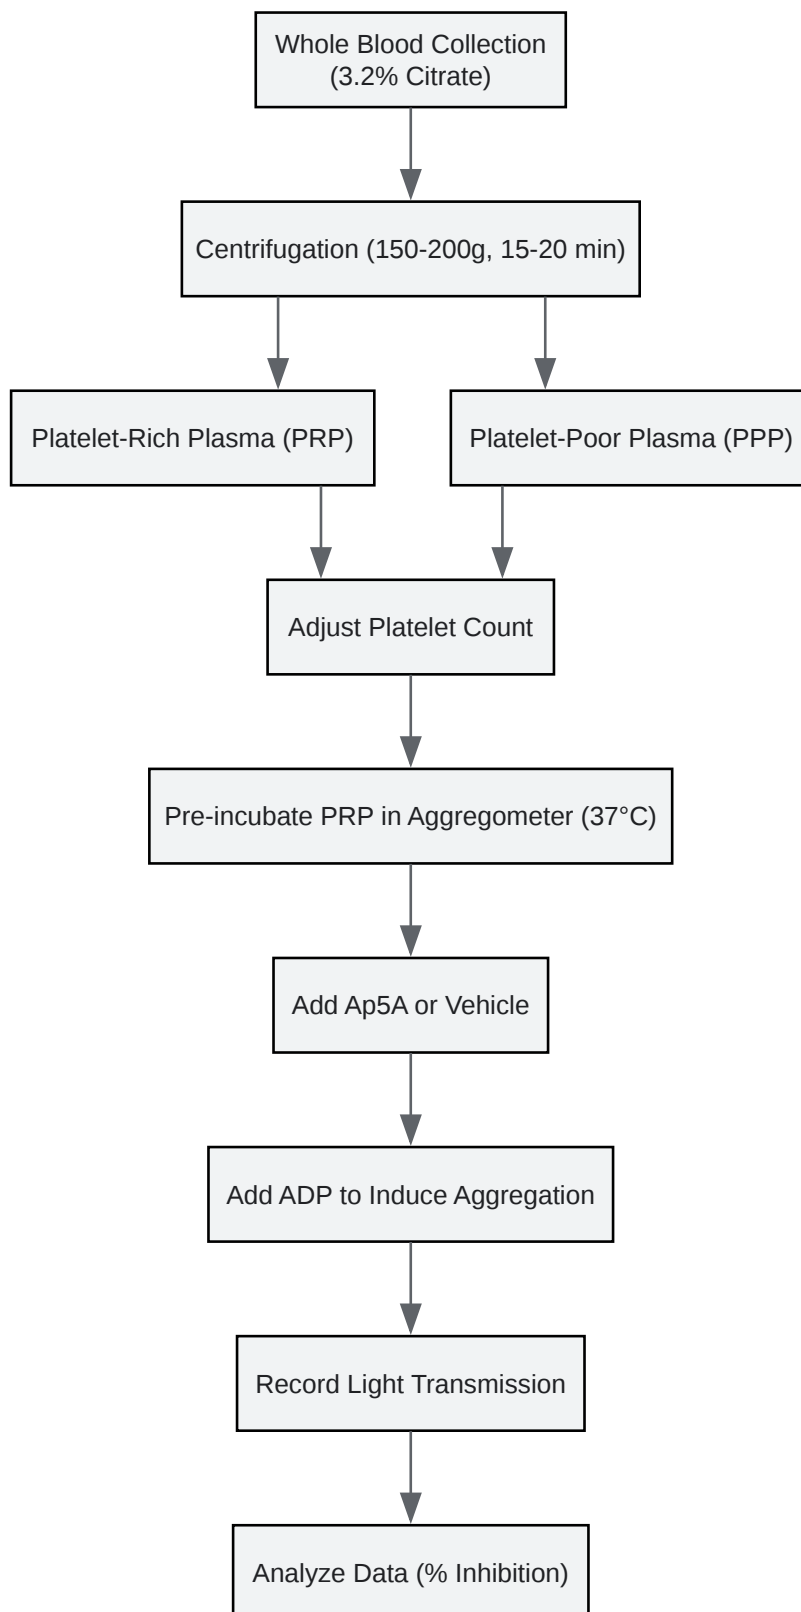 Whole Blood Collection
(3.2% Citrate)
Centrifugation (150-200g, 15-20 min)
Platelet-Rich Plasma (PRP)
Platelet-Poor Plasma (PPP)
Adjust Platelet Count
Pre-incubate PRP in Aggregometer (37°C)
Add Ap5A or Vehicle
Add ADP to Induce Aggregation
Record Light Transmission
Analyze Data (% Inhibition)